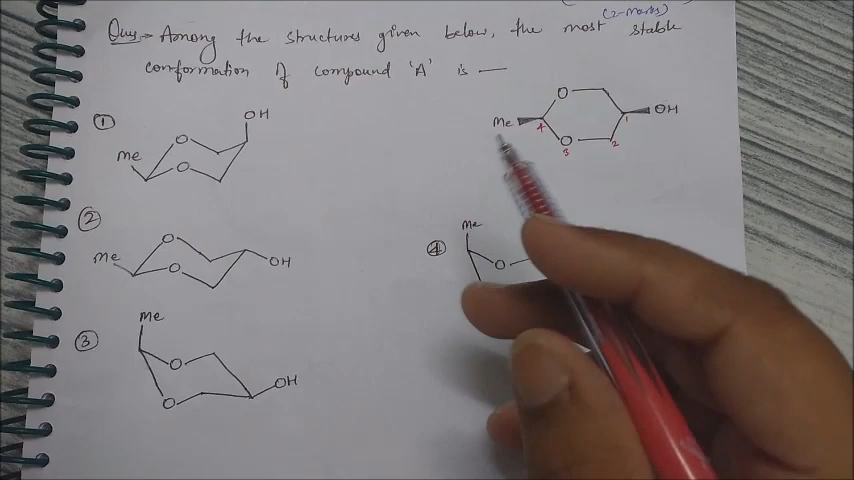 (2-marks)
Ques → Among the structures given below, the most stable
conformation of compound 'A' is —
①
OH
O
Me
O
O
Me
OH
4
1
O
3
2
②
O
Me
O
OH
④
Me
O
③
Me
O
OH
O